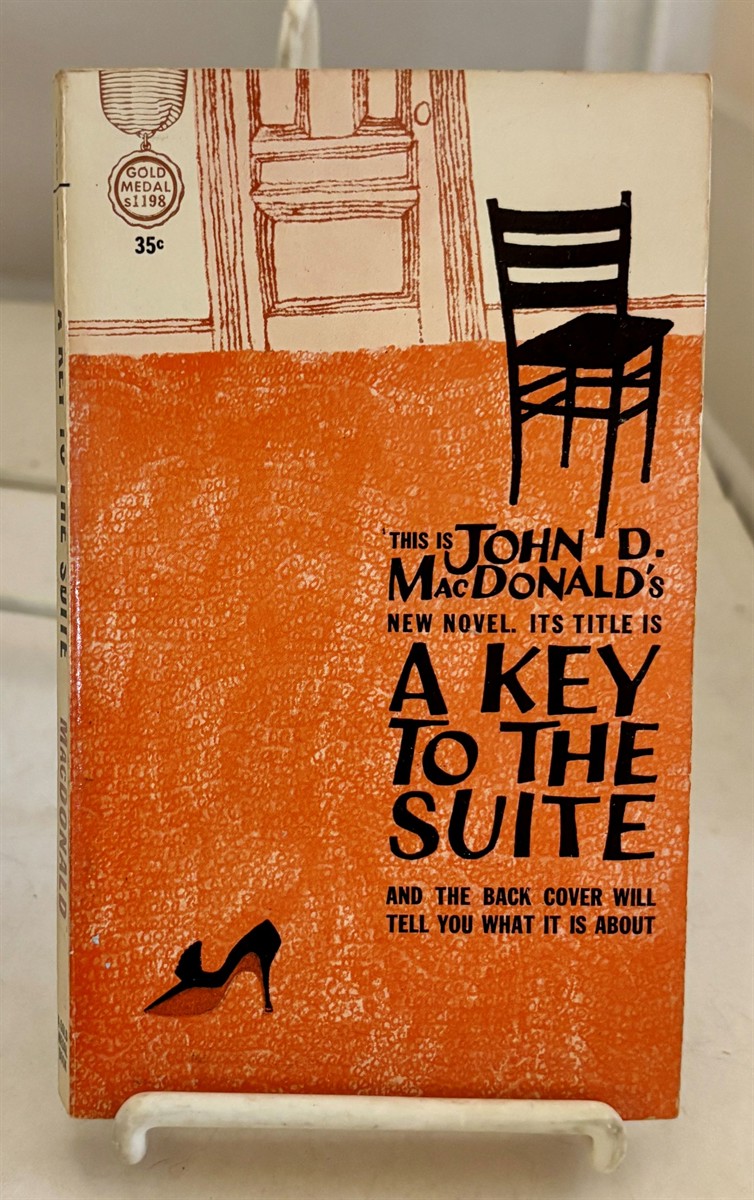 GOLD
MEDAL
s1198
35c
THIS IS JOHN D.
MACDONALD'S
NEW NOVEL. ITS TITLE IS
A KEY
TO THE
SUITE
AND THE BACK COVER WILL
TELL YOU WHAT IT IS ABOUT
A KEY TO THE SUITE MACDONALD